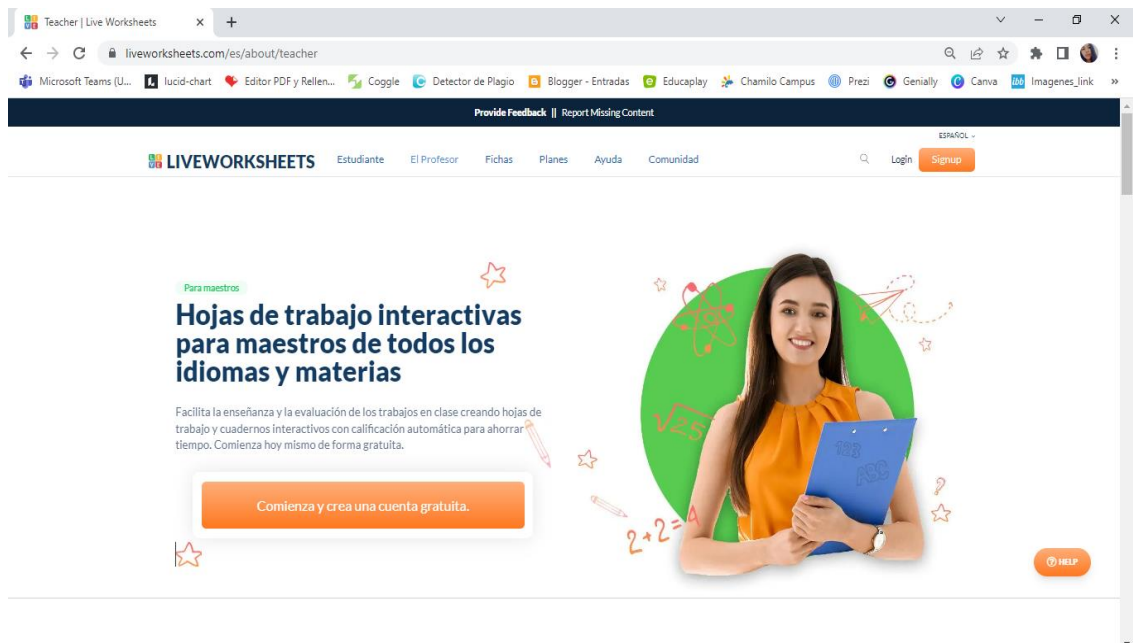 Teacher | Live Worksheets
liveworksheets.com/es/about/teacher
Microsoft Teams (U... lucid-chart Editor PDF y Rellen... Coggle Detector de Plagio Blogger - Entradas Educaplay Chamilo Campus Prezi Genially Canva ibb Imagenes_link »
Provide Feedback || Report Missing Content
ESPAÑOL
LIVEWORKSHEETS Estudiante El Profesor Fichas Planes Ayuda Comunidad Login Signup
Para maestros
Hojas de trabajo interactivas
para maestros de todos los
idiomas y materias
Facilita la enseñanza y la evaluación de los trabajos en clase creando hojas de
trabajo y cuadernos interactivos con calificación automática para ahorrar
tiempo. Comienza hoy mismo de forma gratuita.
Comienza y crea una cuenta gratuita.
√25
123
ABC
?
2+2=4
HELP